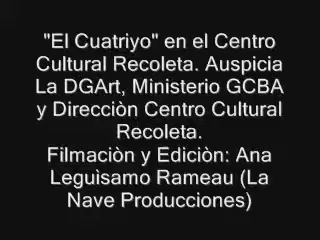 "El Cuatriyo" en el Centro
Cultural Recoleta. Auspicia
La DGArt, Ministerio GCBA
y Direcciòn Centro Cultural
Recoleta.
Filmaciòn y Ediciòn: Ana
Leguìsamo Rameau (La
Nave Producciones)